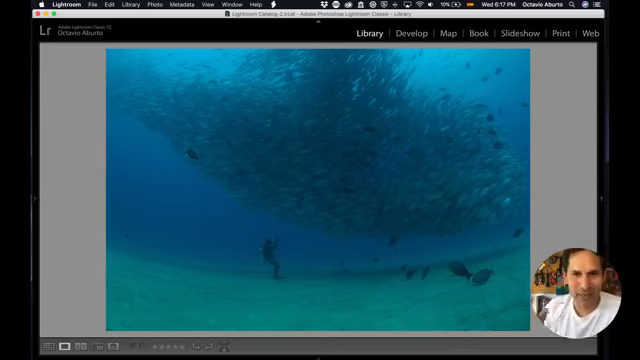 Lightroom File Edit Library Photo Metadata View Window Help 10% Wed 6:17 PM Octavio Aburto
Lightroom Catalog-2.lrcat - Adobe Photoshop Lightroom Classic - Library
Lr Adobe Lightroom Classic CC
Octavio Aburto
Library | Develop | Map | Book | Slideshow | Print | Web